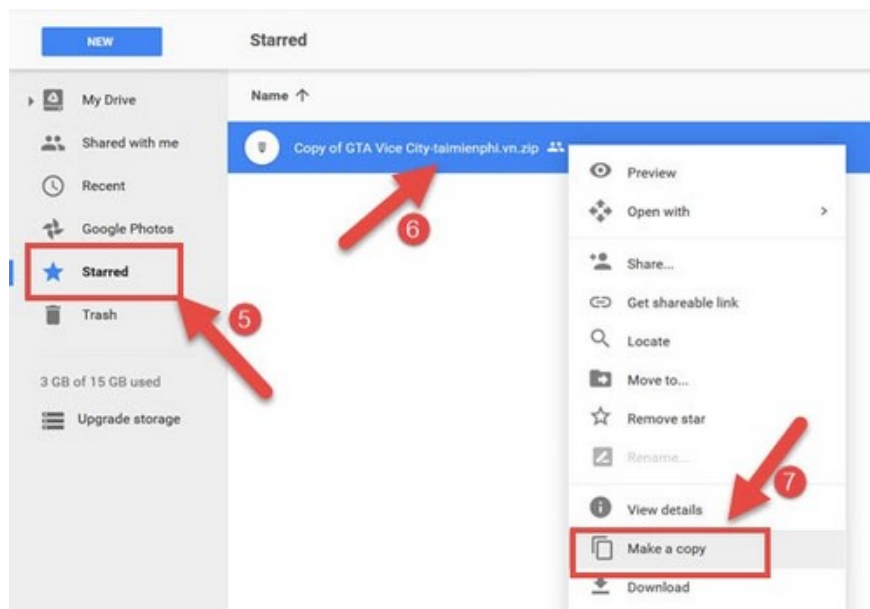 NEW
Starred
My Drive
Shared with me
Recent
Google Photos
Starred
Trash
3 GB of 15 GB used
Upgrade storage
Name
Copy of GTA Vice City-taimienphi.vn.zip
Preview
Open with
Share...
Get shareable link
Locate
Move to...
Remove star
Rename...
View details
Make a copy
Download
5
6
7